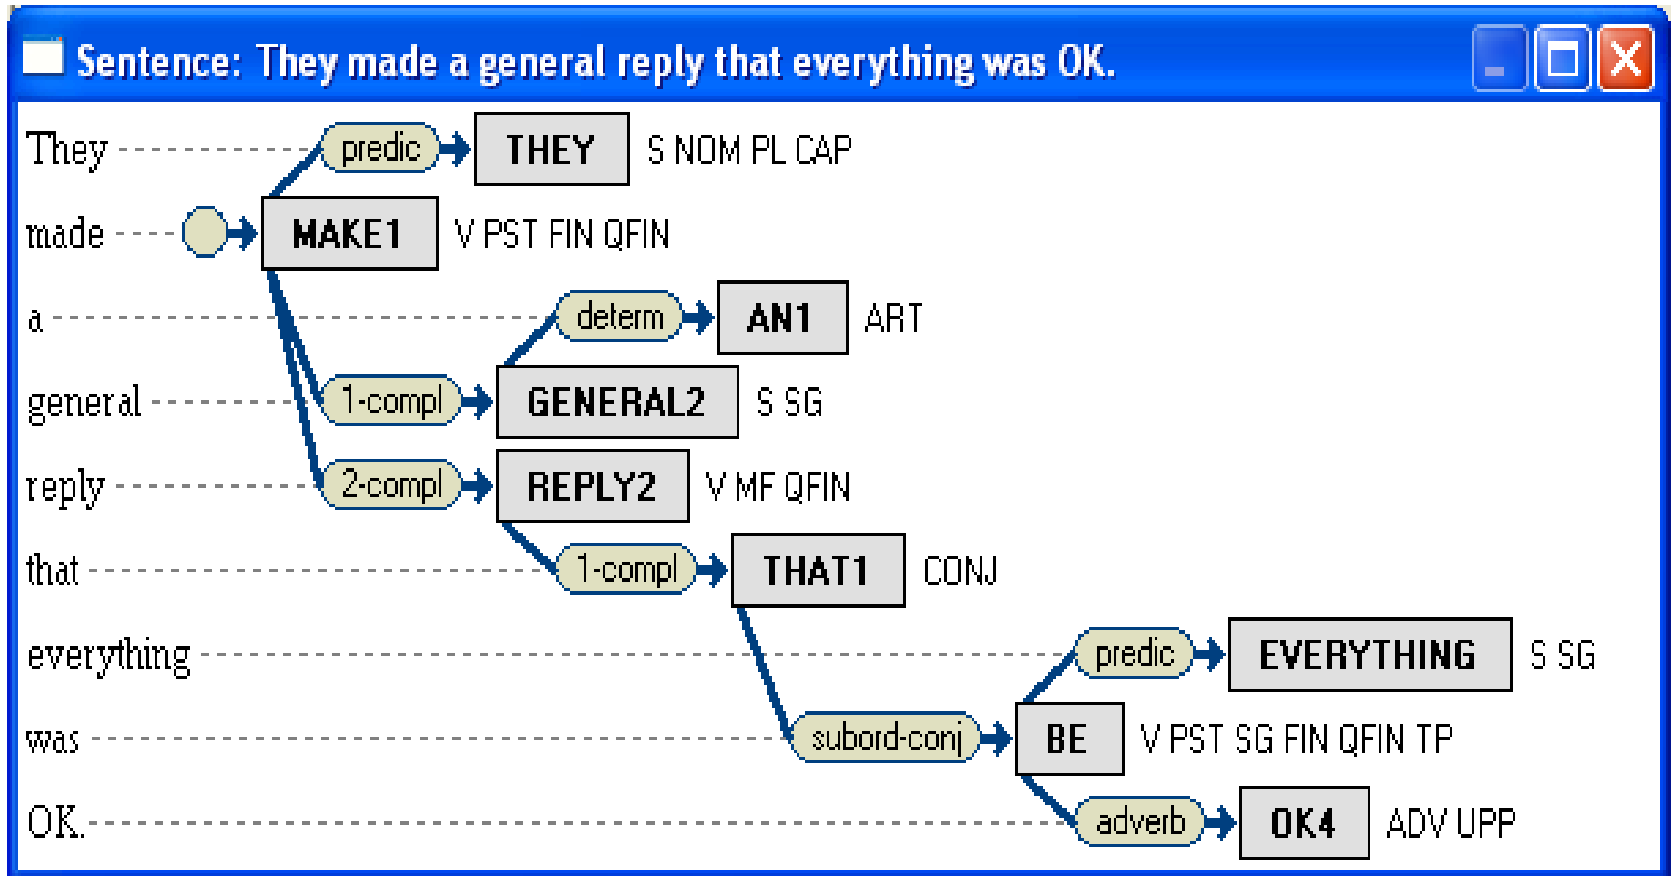 Sentence: They made a general reply that everything was OK.
They predic THEY S NOM PL CAP
made MAKE1 V PST FIN QFIN
a determ AN1 ART
general 1-compl GENERAL2 S SG
reply 2-compl REPLY2 V MF QFIN
that 1-compl THAT1 CONJ
everything predic EVERYTHING S SG
was subord-conj BE V PST SG FIN QFIN TP
OK. adverb OK4 ADV UPP